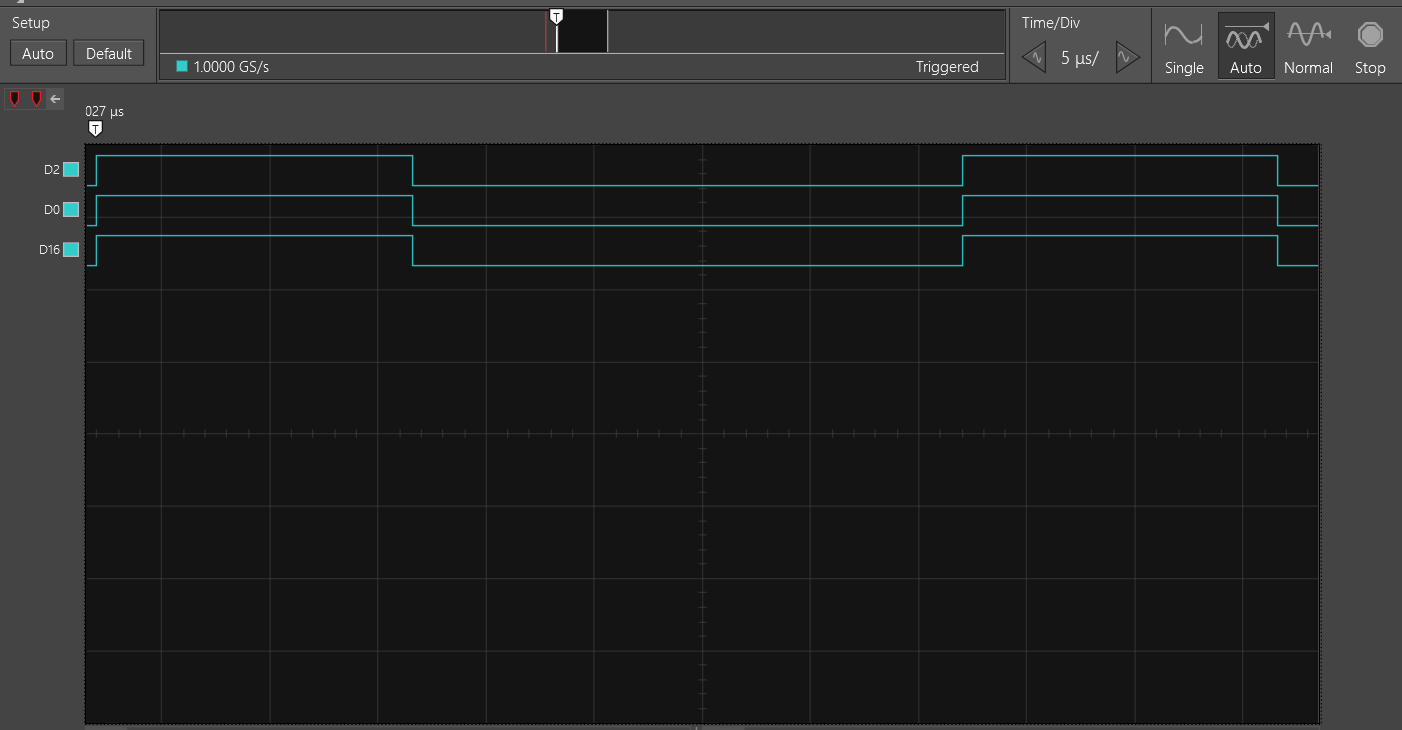 Setup
Auto
Default
T
1.0000 GS/s
Triggered
Time/Div
5 µs/
Single
Auto
Normal
Stop
027 µs
T
D2
D0
D16